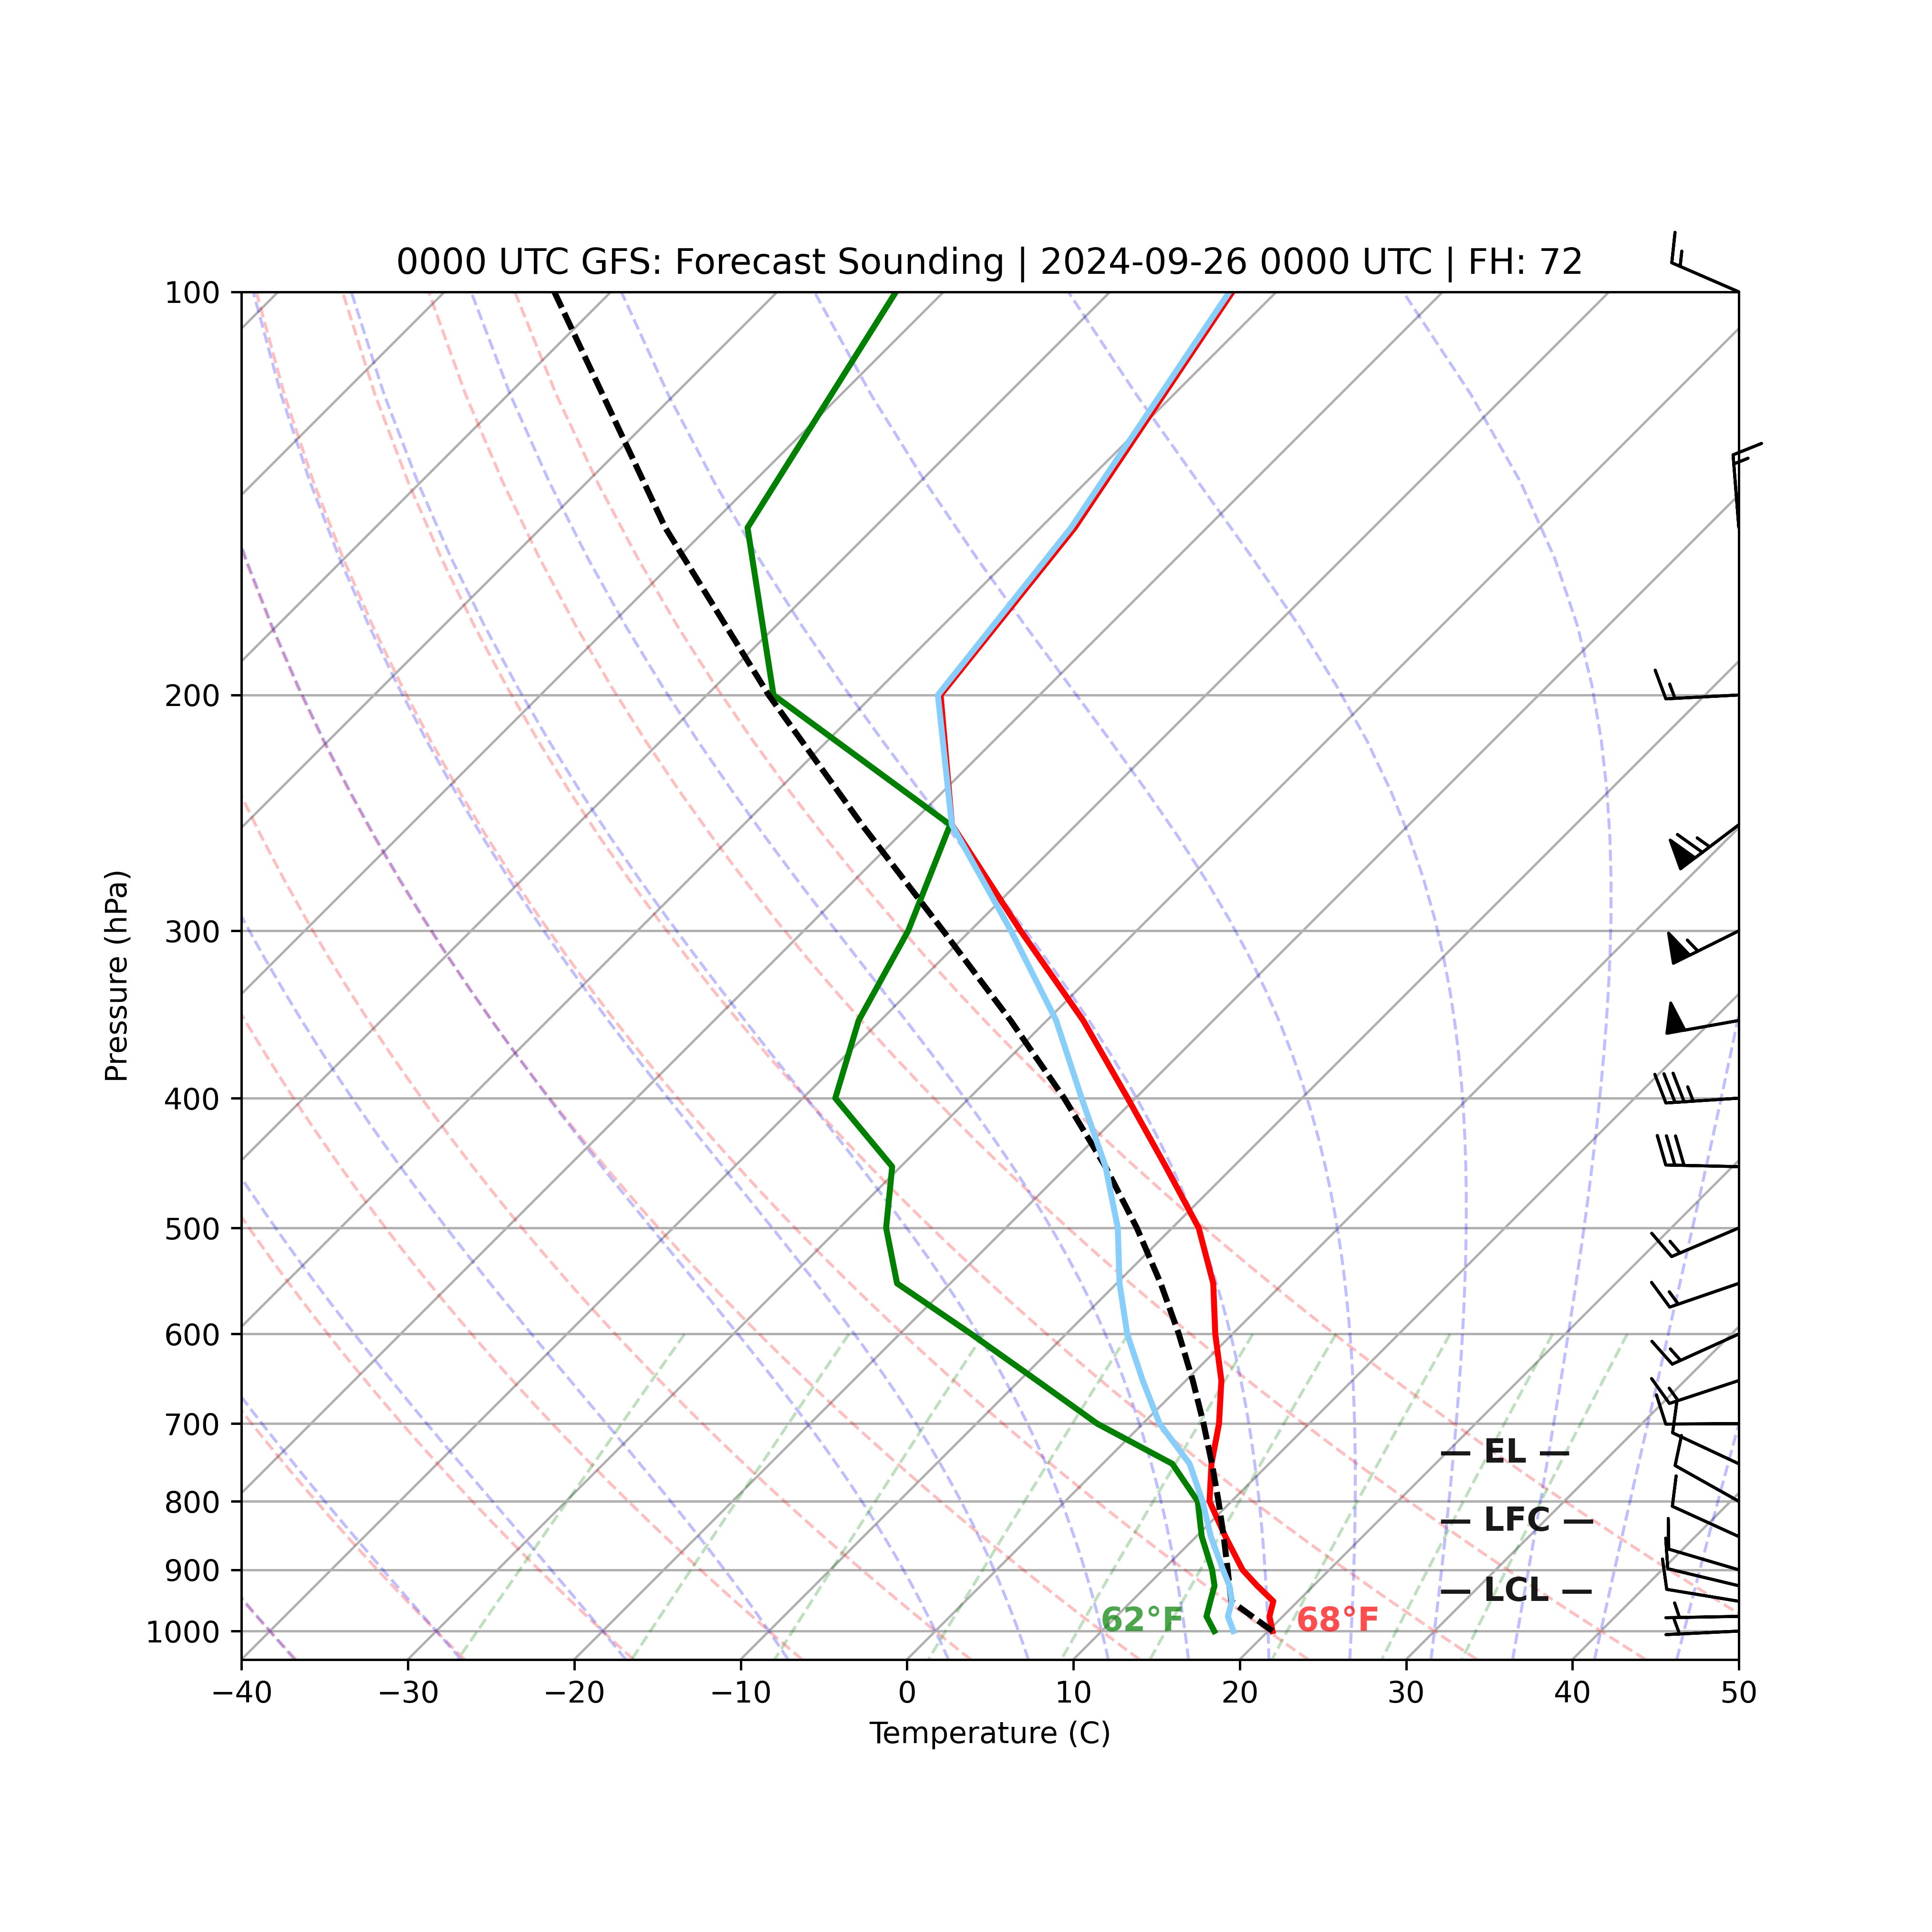 0000 UTC GFS: Forecast Sounding | 2024-09-26 0000 UTC | FH: 72
100
200
300
400
500
600
700
800
900
1000
Pressure (hPa)
— EL —
— LFC —
— LCL —
62°F
68°F
−40 −30 −20 −10 0 10 20 30 40 50
Temperature (C)